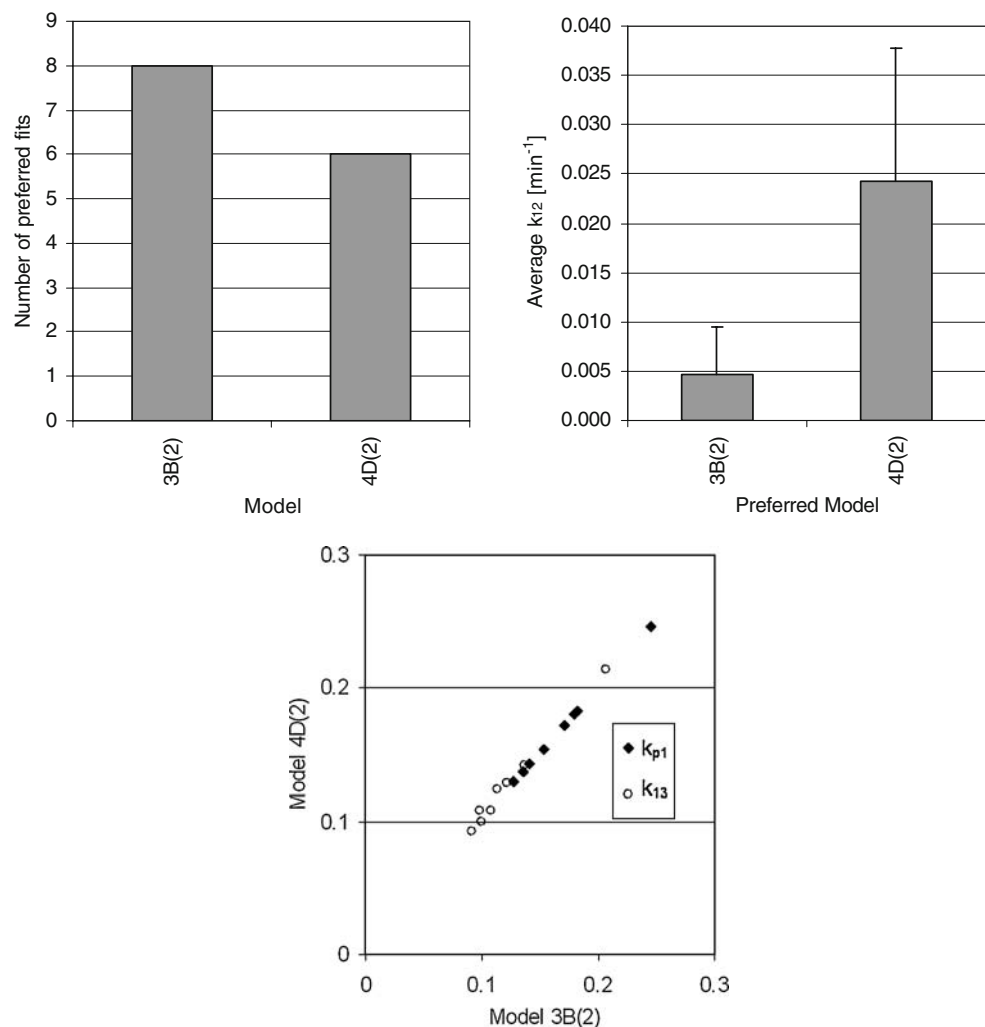 9
8
7
6
5
4
3
2
1
0
Number of preferred fits
3B(2)
4D(2)
Model
0.040
0.035
0.030
0.025
0.020
0.015
0.010
0.005
0.000
Average k12 [min-1]
3B(2)
4D(2)
Preferred Model
0.3
0.2
0.1
0
Model 4D(2)
kp1
k13
0
0.1
0.2
0.3
Model 3B(2)